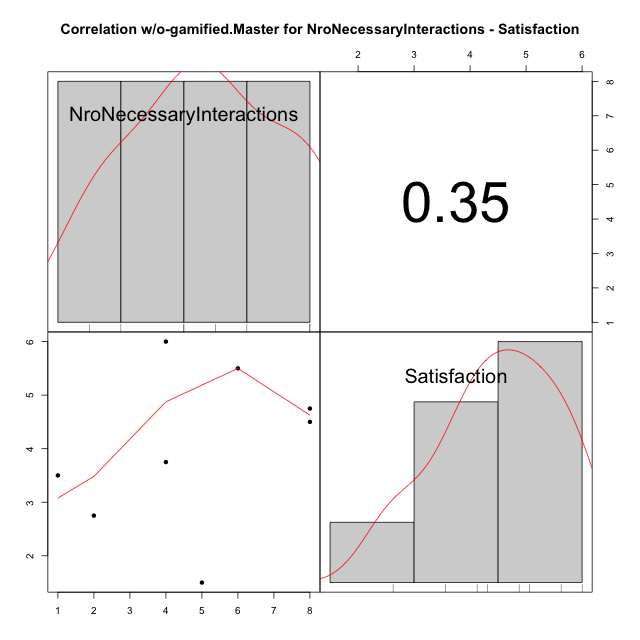 Correlation w/o-gamified.Master for NroNecessaryInteractions - Satisfaction
2 3 4 5 6
NroNecessaryInteractions
0.35
8
7
6
5
4
3
2
1
6
5
4
3
2
Satisfaction
1 2 3 4 5 6 7 8